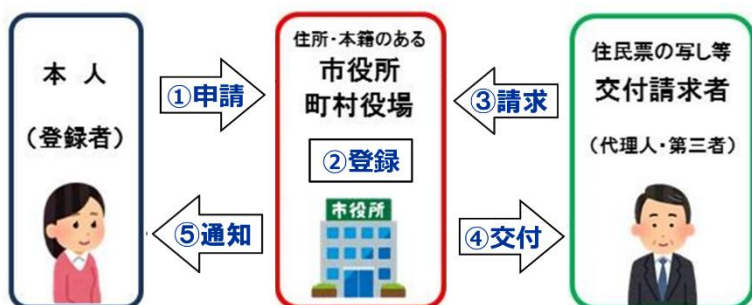 本人
(登録者)
①申請
⑤通知
住所・本籍のある
市役所
町村役場
②登録
市役所
③請求
④交付
住民票の写し等
交付請求者
(代理人・第三者)